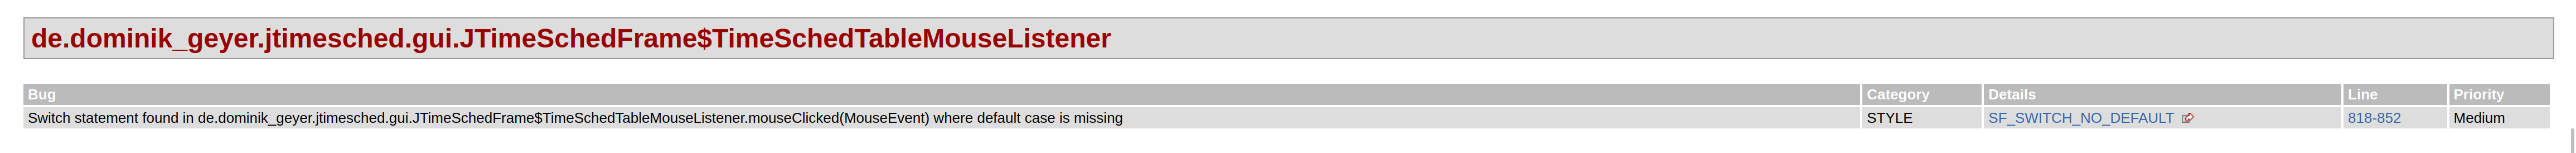 de.dominik_geyer.jtimesched.gui.JTimeSchedFrame$TimeSchedTableMouseListener
Bug Category Details Line Priority
Switch statement found in de.dominik_geyer.jtimesched.gui.JTimeSchedFrame$TimeSchedTableMouseListener.mouseClicked(MouseEvent) where default case is missing STYLE SF_SWITCH_NO_DEFAULT 818-852 Medium